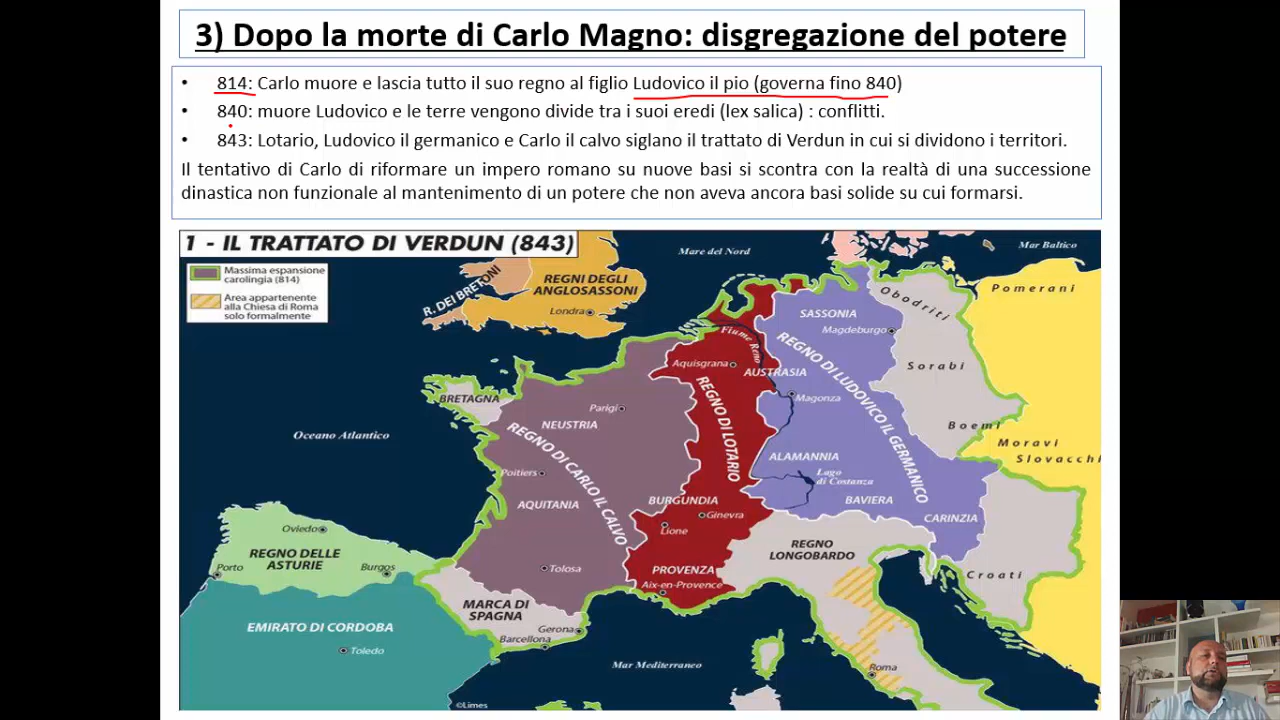 3) Dopo la morte di Carlo Magno: disgregazione del potere
• 814: Carlo muore e lascia tutto il suo regno al figlio Ludovico il pio (governa fino 840)
• 840: muore Ludovico e le terre vengono divide tra i suoi eredi (lex salica) : conflitti.
• 843: Lotario, Ludovico il germanico e Carlo il calvo siglano il trattato di Verdun in cui si dividono i territori.
Il tentativo di Carlo di riformare un impero romano su nuove basi si scontra con la realtà di una successione
dinastica non funzionale al mantenimento di un potere che non aveva ancora basi solide su cui formarsi.
1 - IL TRATTATO DI VERDUN (843)
Massima espansione
carolingia (814)
Area appartenente
alla Chiesa di Roma
solo formalmente
Mare del Nord
Mar Baltico
R. DEI BRETONI
REGNI DEGLI
ANGLOSASSONI
Londra
Pomerani
Obodriti
SASSONIA
Magdeburgo
Fiume Reno
Aquisgrana
AUSTRASIA
Sorabi
BRETAGNA
Parigi
Magonza
NEUSTRIA
Boemi
Moravi
Slovacchi
Oceano Atlantico
REGNO DI CARLO IL CALVO
REGNO DI LOTARIO
REGNO DI LUDOVICO IL GERMANICO
Poitiers
ALAMANNIA
Lago
di Costanza
AQUITANIA
BURGUNDIA
BAVIERA
Ginevra
CARINZIA
Lione
Oviedo
REGNO DELLE
ASTURIE
Porto
Burgos
Tolosa
PROVENZA
Aix-en-Provence
REGNO
LONGOBARDO
Croati
MARCA DI
SPAGNA
Gerona
Barcellona
EMIRATO DI CORDOBA
Toledo
Mar Mediterraneo
Roma
©Limes